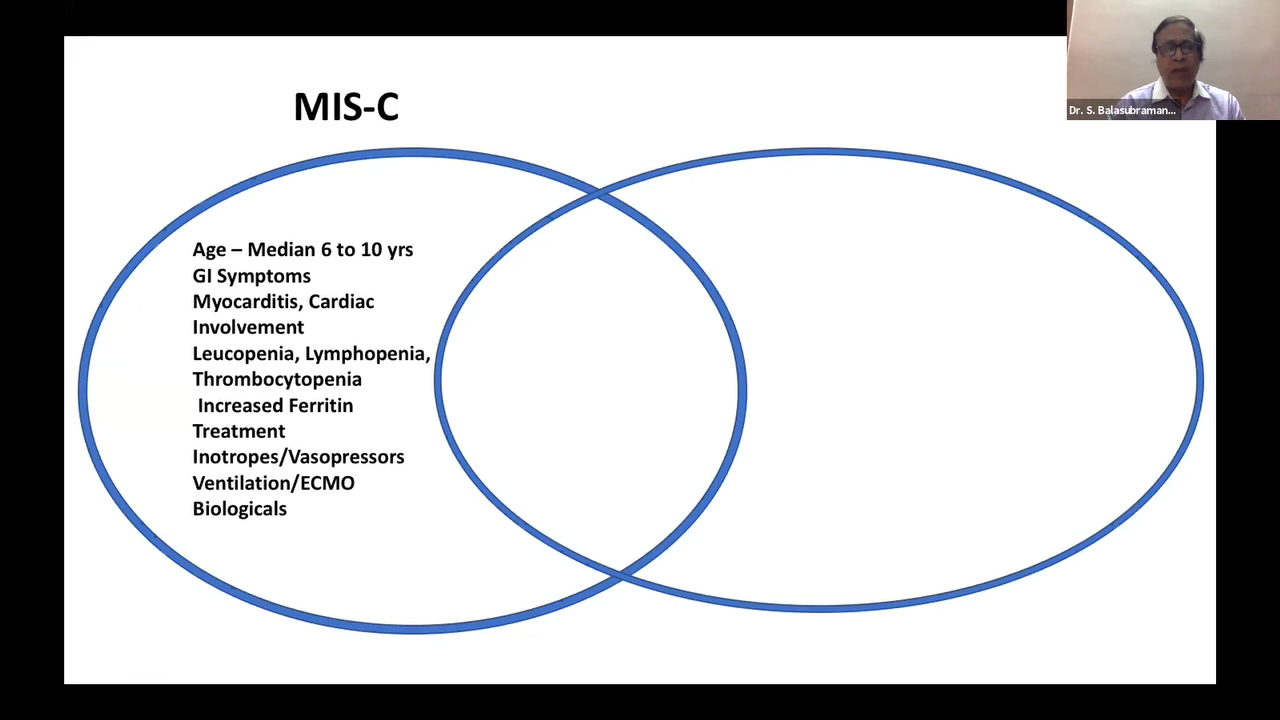 Dr. S. Balasubraman...
MIS-C
Age – Median 6 to 10 yrs
GI Symptoms
Myocarditis, Cardiac
Involvement
Leucopenia, Lymphopenia,
Thrombocytopenia
Increased Ferritin
Treatment
Inotropes/Vasopressors
Ventilation/ECMO
Biologicals